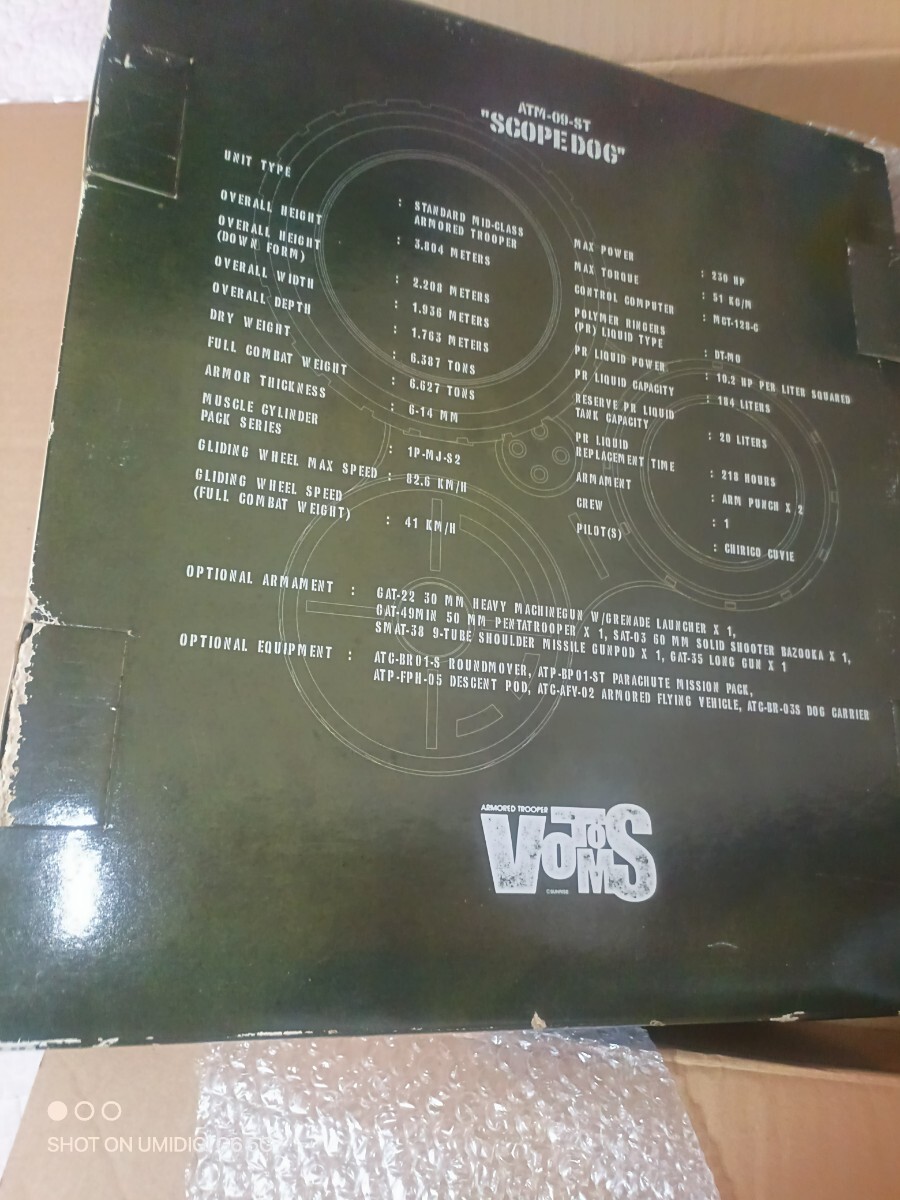 ATM-09-ST
"SCOPEDOG"
UNIT TYPE : STANDARD MID-CLASS
ARMORED TROOPER
OVERALL HEIGHT : 3.804 METERS
OVERALL HEIGHT
(DOWN FORM) : 2.208 METERS
OVERALL WIDTH : 1.936 METERS
OVERALL DEPTH : 1.763 METERS
DRY WEIGHT : 6.387 TONS
FULL COMBAT WEIGHT : 6.627 TONS
ARMOR THICKNESS : 6-14 MM
MUSCLE CYLINDER
PACK SERIES : 1P-MJ-S2
GLIDING WHEEL MAX SPEED : 82.6 KM/H
GLIDING WHEEL SPEED
(FULL COMBAT WEIGHT) : 41 KM/H
MAX POWER : 230 HP
MAX TORQUE : 51 KG/M
CONTROL COMPUTER : MCT-128-C
POLYMER RINGERS
(PR) LIQUID TYPE : DT-MO
PR LIQUID POWER : 10.2 HP PER LITER SQUARED
PR LIQUID CAPACITY : 184 LITERS
RESERVE PR LIQUID
TANK CAPACITY : 20 LITERS
PR LIQUID
REPLACEMENT TIME : 218 HOURS
ARMAMENT : ARM PUNCH X 2
CREW : 1
PILOT(S) : CHIRICO CUVIE
OPTIONAL ARMAMENT : GAT-22 30 MM HEAVY MACHINEGUN W/GRENADE LAUNCHER X 1,
GAT-49MIN 50 MM PENTATROOPER X 1, SAT-03 60 MM SOLID SHOOTER BAZOOKA X 1,
SMAT-38 9-TUBE SHOULDER MISSILE GUNPOD X 1, GAT-35 LONG GUN X 1
OPTIONAL EQUIPMENT : ATC-BR01-S ROUNDMOVER, ATP-BP01-ST PARACHUTE MISSION PACK,
ATP-FPH-05 DESCENT POD, ATC-AFV-02 ARMORED FLYING VEHICLE, ATC-BR-03S DOG CARRIER
ARMORED TROOPER
VOTOMS
©SUNRISE
SHOT ON UMIDIGI